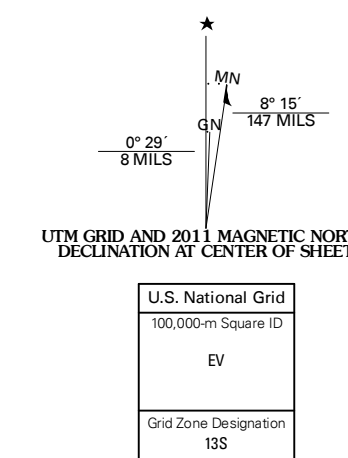 MN
GN
8° 15´
147 MILS
0° 29´
8 MILS
UTM GRID AND 2011 MAGNETIC
DECLINATION AT CENTER OF SHEET
U.S. National Grid
100,000-m Square ID
EV
Grid Zone Designation
13S